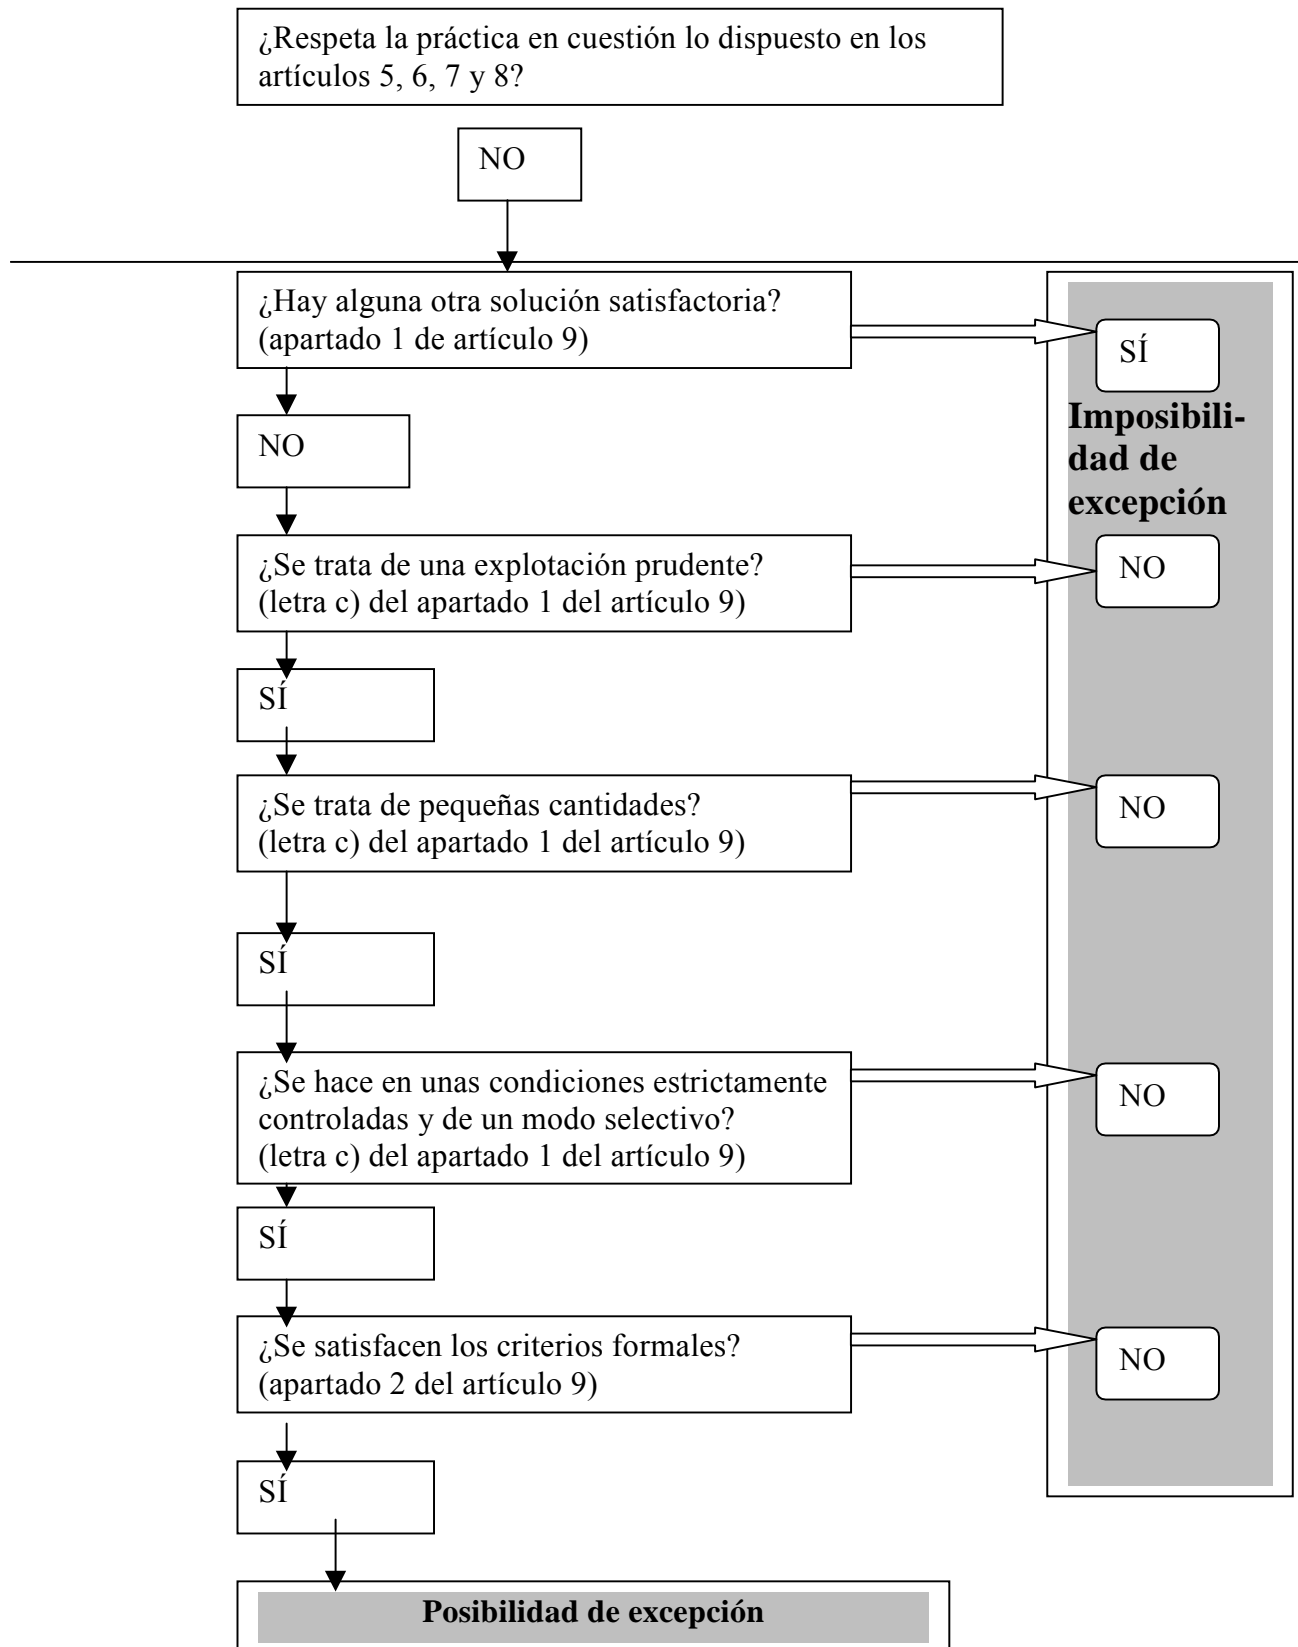 ¿Respeta la práctica en cuestión lo dispuesto en los
artículos 5, 6, 7 y 8?
NO
¿Hay alguna otra solución satisfactoria?
(apartado 1 de artículo 9)
SÍ
Imposibili-
dad de
excepción
NO
¿Se trata de una explotación prudente?
(letra c) del apartado 1 del artículo 9)
NO
SÍ
¿Se trata de pequeñas cantidades?
(letra c) del apartado 1 del artículo 9)
NO
SÍ
¿Se hace en unas condiciones estrictamente
controladas y de un modo selectivo?
(letra c) del apartado 1 del artículo 9)
NO
SÍ
¿Se satisfacen los criterios formales?
(apartado 2 del artículo 9)
NO
SÍ
Posibilidad de excepción